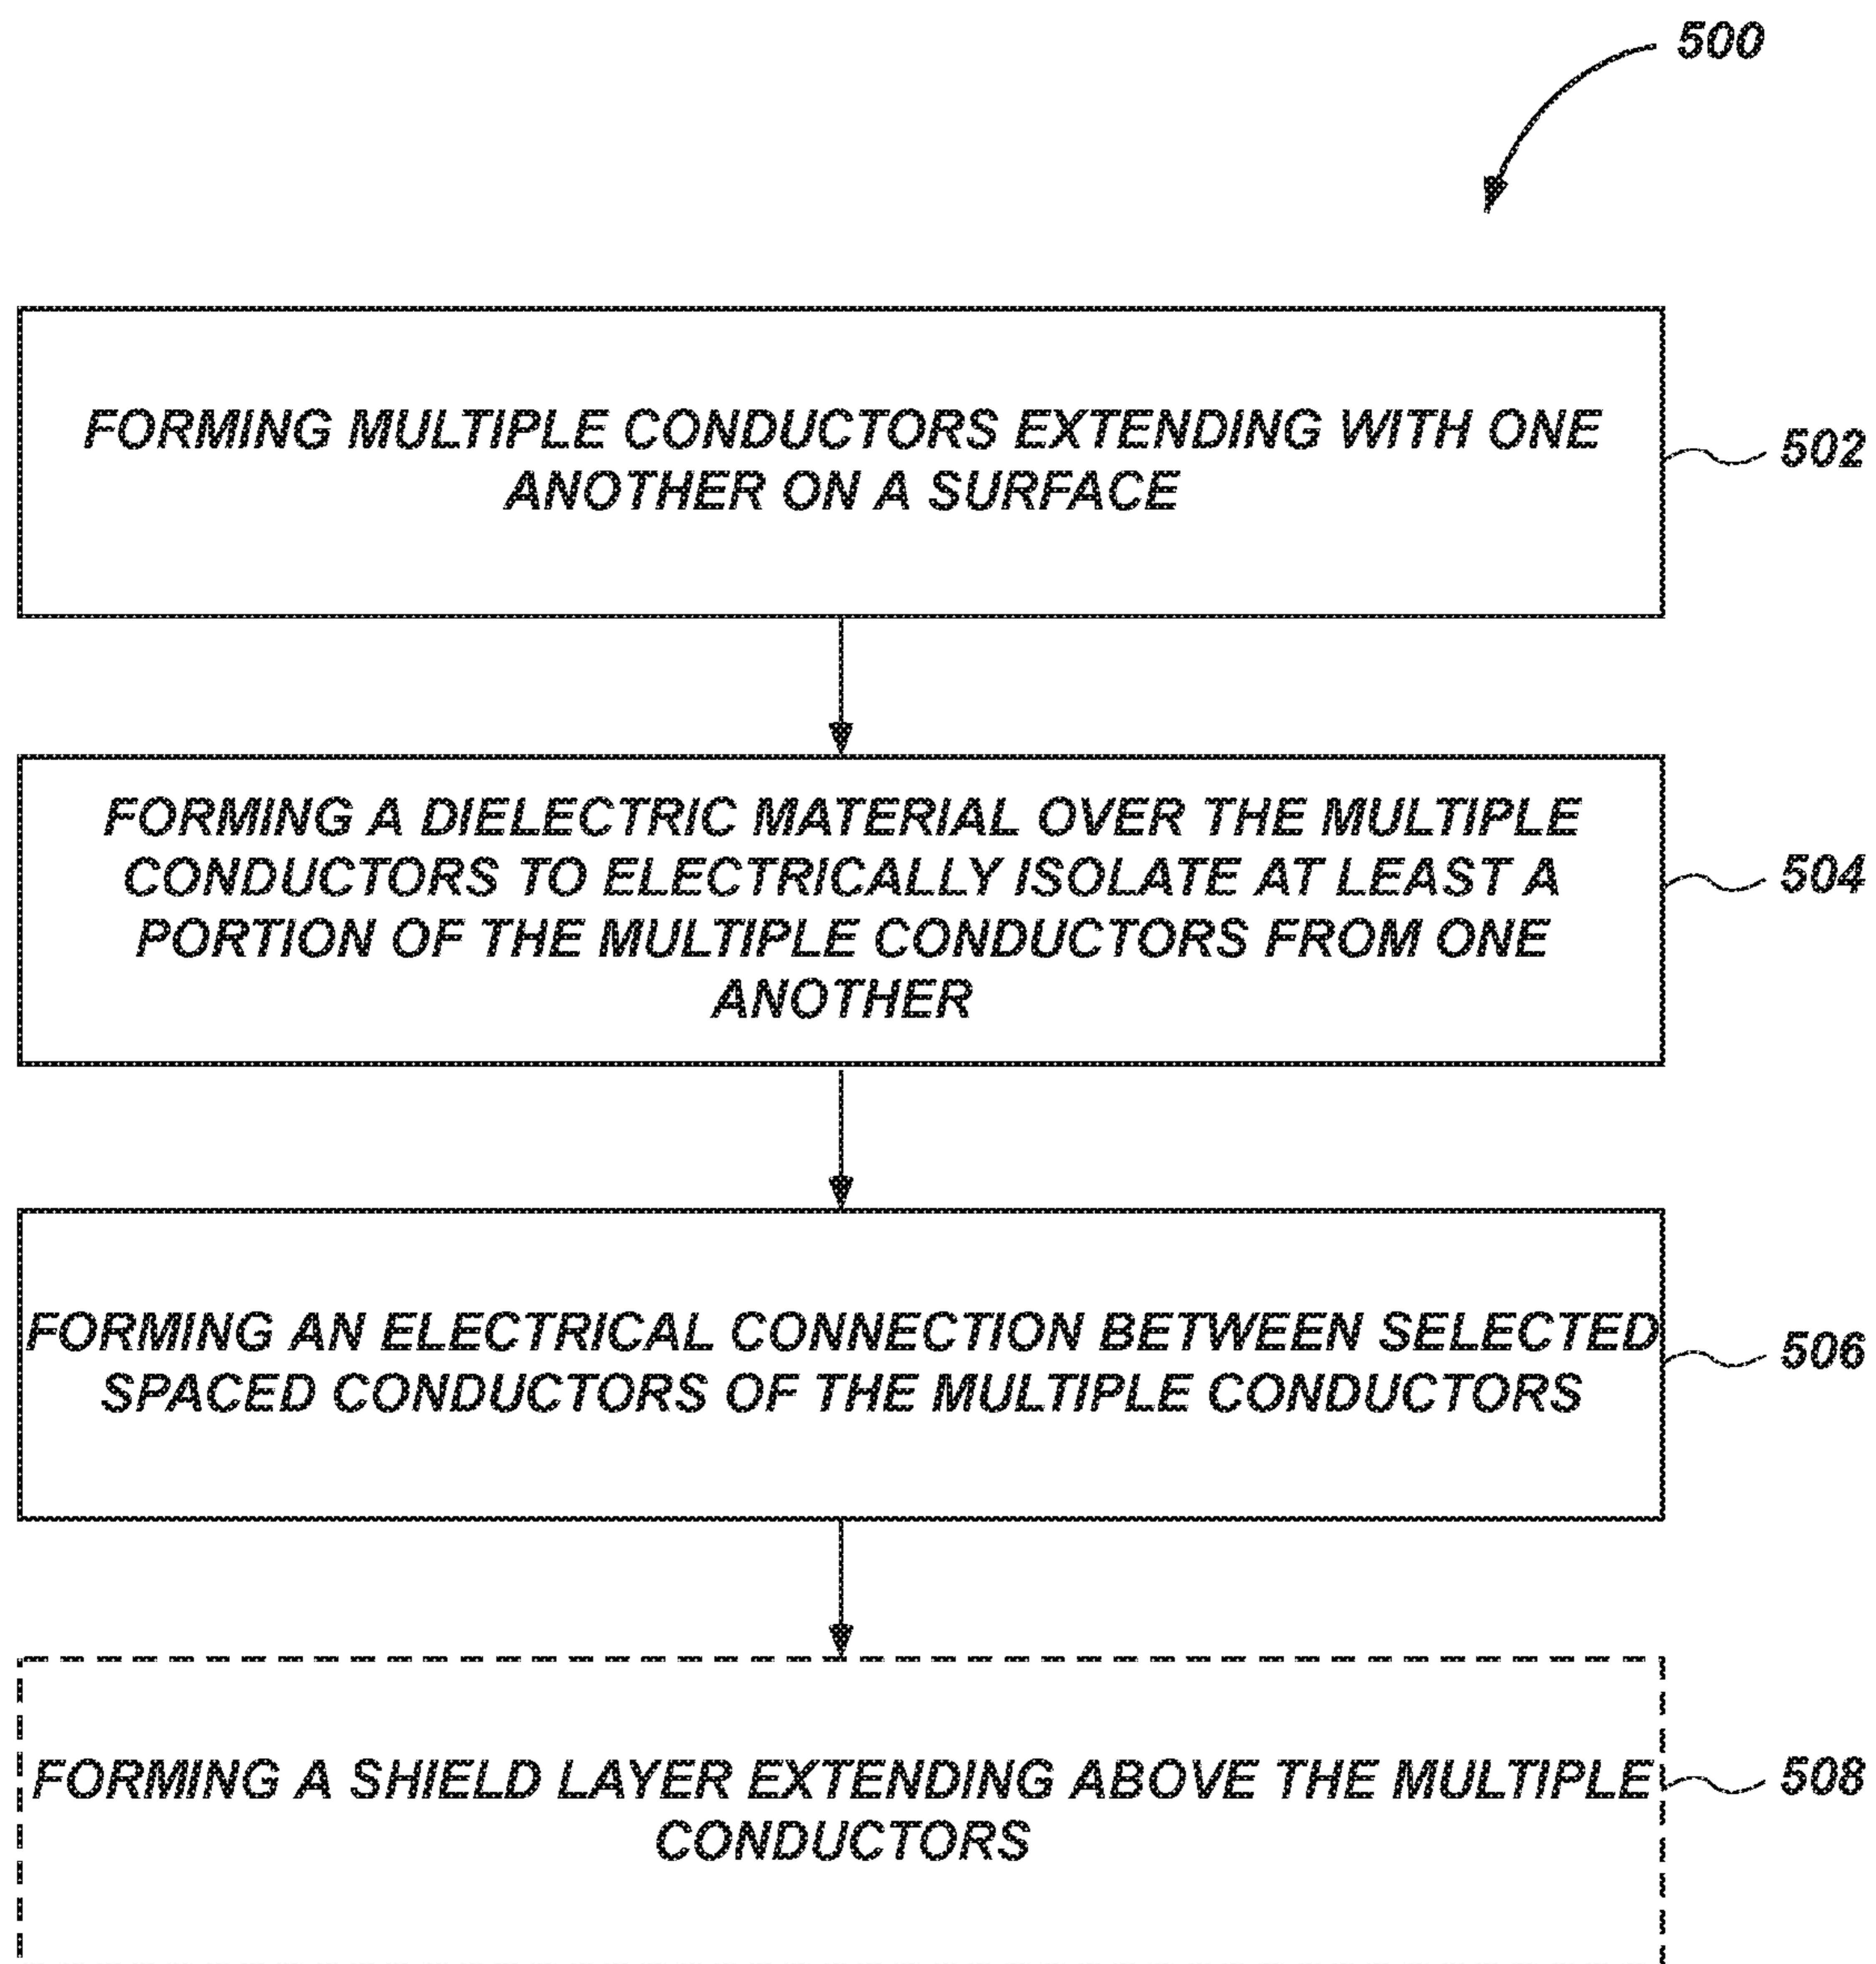 500
FORMING MULTIPLE CONDUCTORS EXTENDING WITH ONE
ANOTHER ON A SURFACE
502
FORMING A DIELECTRIC MATERIAL OVER THE MULTIPLE
CONDUCTORS TO ELECTRICALLY ISOLATE AT LEAST A
PORTION OF THE MULTIPLE CONDUCTORS FROM ONE
ANOTHER
504
FORMING AN ELECTRICAL CONNECTION BETWEEN SELECTED
SPACED CONDUCTORS OF THE MULTIPLE CONDUCTORS
506
FORMING A SHIELD LAYER EXTENDING ABOVE THE MULTIPLE
CONDUCTORS
508